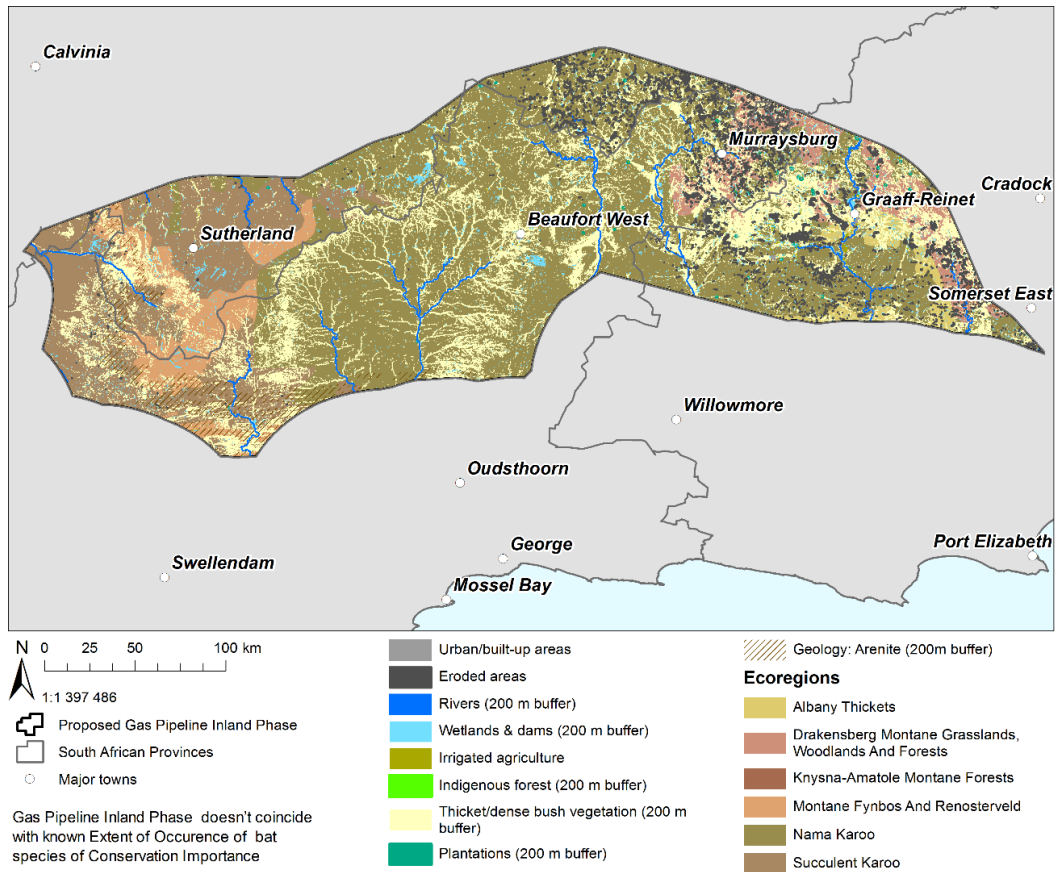 Calvinia
Murraysburg
Cradock
Graaff-Reinet
Beaufort West
Sutherland
Somerset East
Willowmore
Oudsthoorn
George
Port Elizabeth
Swellendam
Mossel Bay
N
0 25 50 100 km
1:1 397 486
Proposed Gas Pipeline Inland Phase
South African Provinces
Major towns
Gas Pipeline Inland Phase doesn't coincide
with known Extent of Occurence of bat
species of Conservation Importance
Urban/built-up areas
Eroded areas
Rivers (200 m buffer)
Wetlands & dams (200 m buffer)
Irrigated agriculture
Indigenous forest (200 m buffer)
Thicket/dense bush vegetation (200 m
buffer)
Plantations (200 m buffer)
Geology: Arenite (200m buffer)
Ecoregions
Albany Thickets
Drakensberg Montane Grasslands,
Woodlands And Forests
Knysna-Amatole Montane Forests
Montane Fynbos And Renosterveld
Nama Karoo
Succulent Karoo